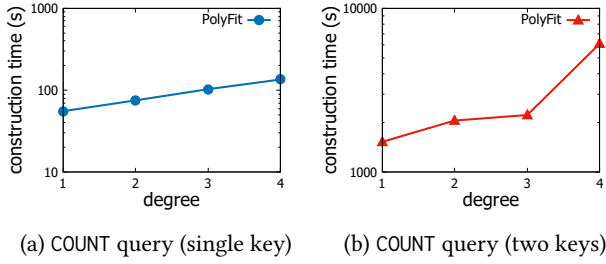 construction time (s)
1000
100
10
PolyFit
1 2 3 4
degree
(a) COUNT query (single key)
construction time (s)
10000
1000
PolyFit
1 2 3 4
degree
(b) COUNT query (two keys)